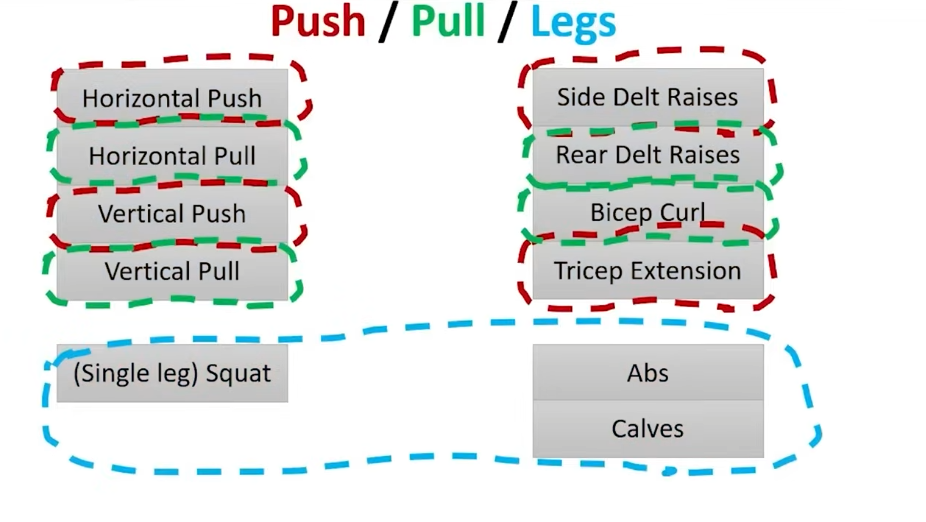 Push / Pull / Legs
Horizontal Push
Horizontal Pull
Vertical Push
Vertical Pull
(Single leg) Squat
Side Delt Raises
Rear Delt Raises
Bicep Curl
Tricep Extension
Abs
Calves